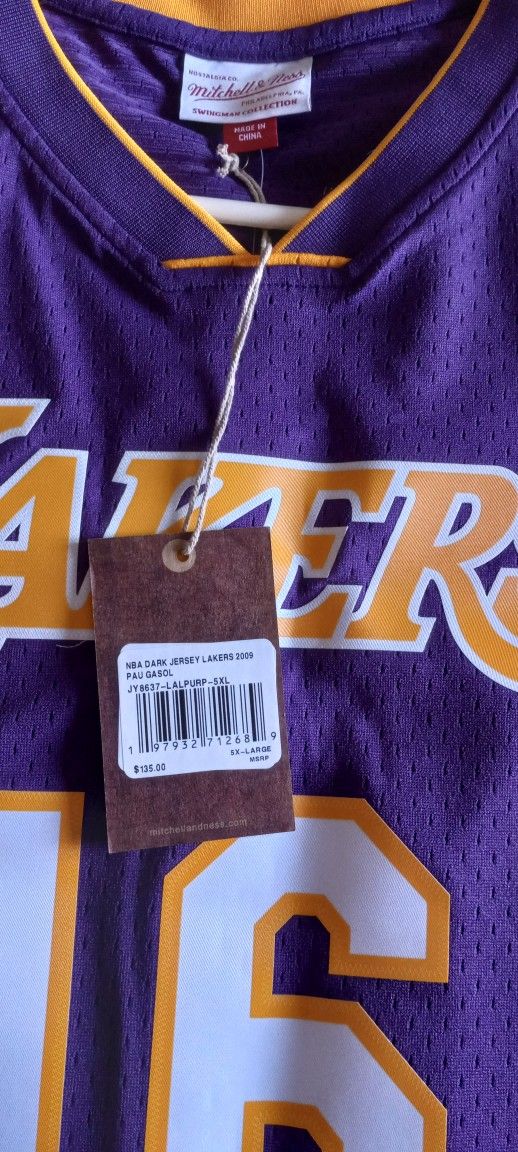 NOSTALGIA CO.
Mitchell & Ness
PHILADELPHIA, PA.
SWINGMAN COLLECTION
MADE IN
CHINA
LAKERS
NBA DARK JERSEY LAKERS 2009
PAU GASOL
JY8637-LALPURP-5XL
1 97932 71268 9
5X-LARGE
$135.00 MSRP
mitchellandness.com
16